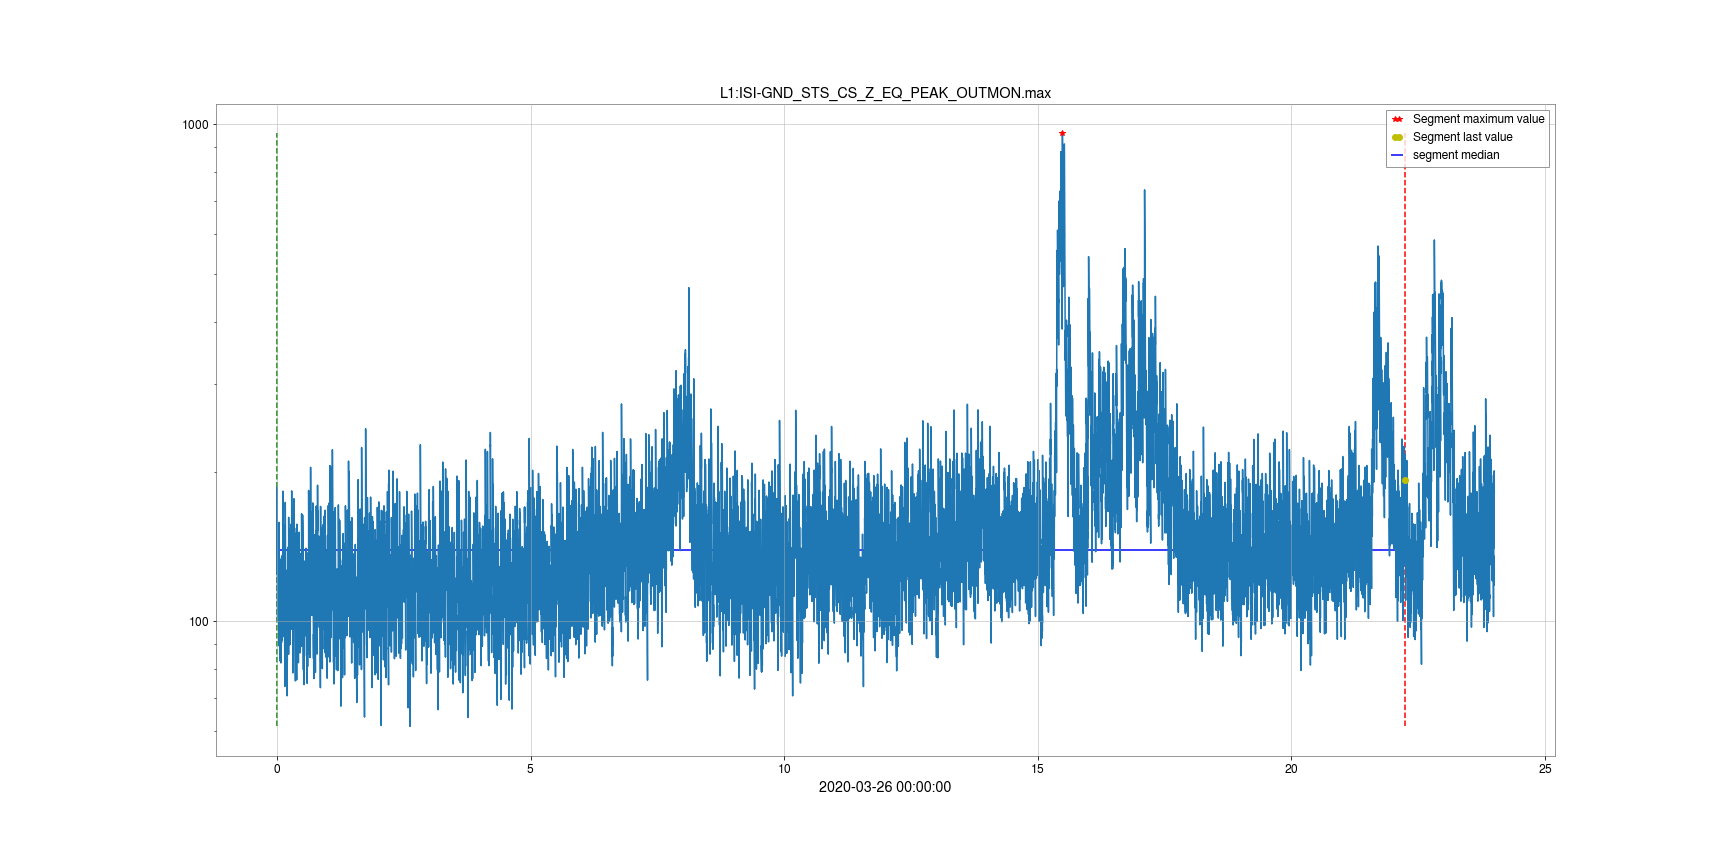 L1:ISI-GND_STS_CS_Z_EQ_PEAK_OUTMON.max
1000
100
Segment maximum value
Segment last value
segment median
0 5 10 15 20 25
2020-03-26 00:00:00